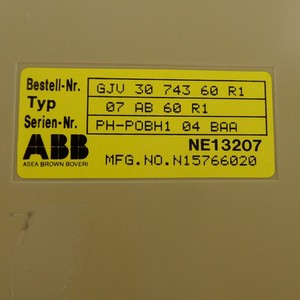 Bestell-Nr. GJV 30 743 60 R1
Typ 07 AB 60 R1
Serien-Nr. PH-POBH1 04 BAA
ABB NE13207
ASEA BROWN BOVERI MFG.NO.N15766020